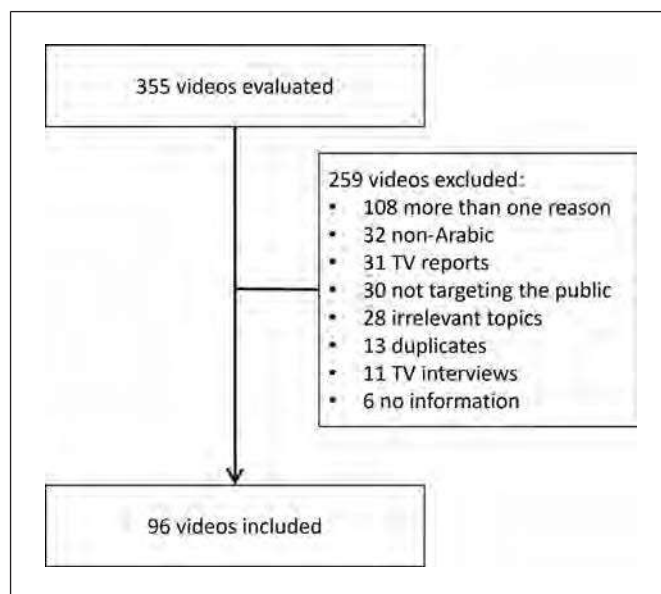 355 videos evaluated
259 videos excluded:
• 108 more than one reason
• 32 non-Arabic
• 31 TV reports
• 30 not targeting the public
• 28 irrelevant topics
• 13 duplicates
• 11 TV interviews
• 6 no information
96 videos included